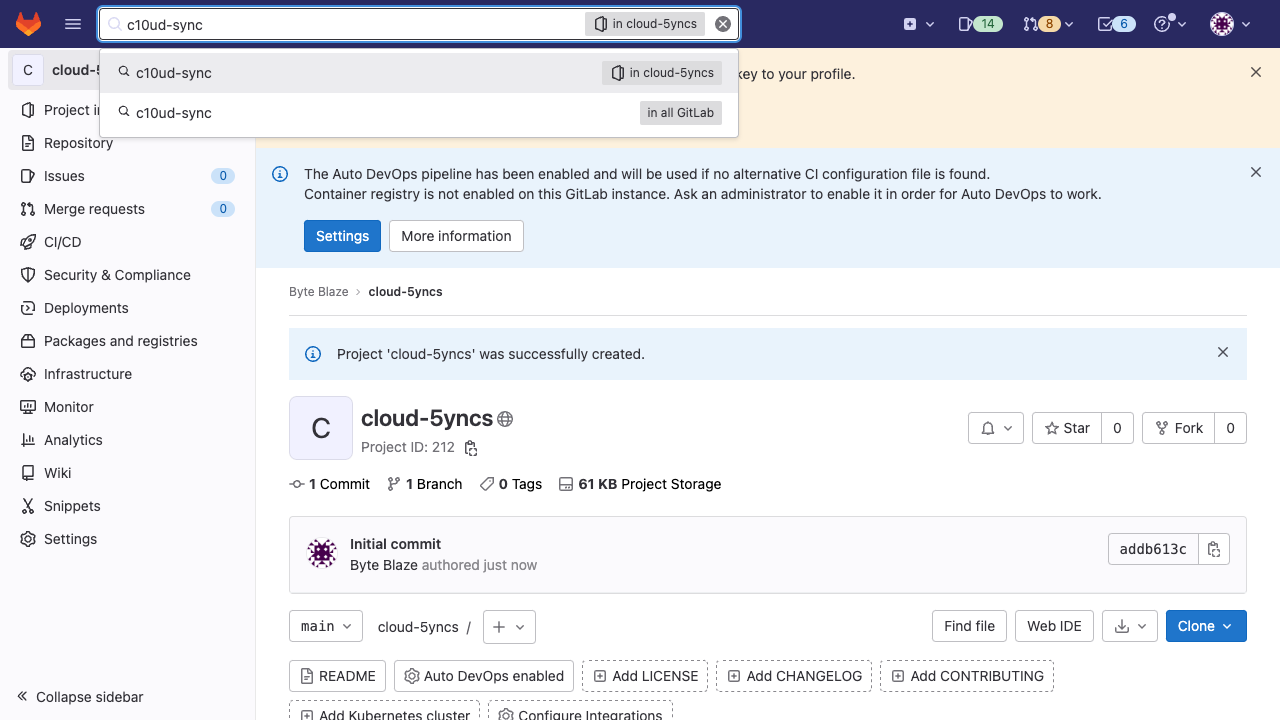 c10ud-sync
in cloud-5yncs
14
8
6
c10ud-sync
in cloud-5yncs
c10ud-sync
in all GitLab
key to your profile.
C
cloud-5
Project in
Repository
Issues
0
Merge requests
0
CI/CD
Security & Compliance
Deployments
Packages and registries
Infrastructure
Monitor
Analytics
Wiki
Snippets
Settings
Collapse sidebar
The Auto DevOps pipeline has been enabled and will be used if no alternative CI configuration file is found.
Container registry is not enabled on this GitLab instance. Ask an administrator to enable it in order for Auto DevOps to work.
Settings
More information
Byte Blaze
cloud-5yncs
Project 'cloud-5yncs' was successfully created.
C
cloud-5yncs
Project ID: 212
Star
0
Fork
0
1 Commit
1 Branch
0 Tags
61 KB Project Storage
Initial commit
Byte Blaze authored just now
addb613c
main
cloud-5yncs /
Find file
Web IDE
Clone
README
Auto DevOps enabled
Add LICENSE
Add CHANGELOG
Add CONTRIBUTING
Add Kubernetes cluster
Configure Integrations